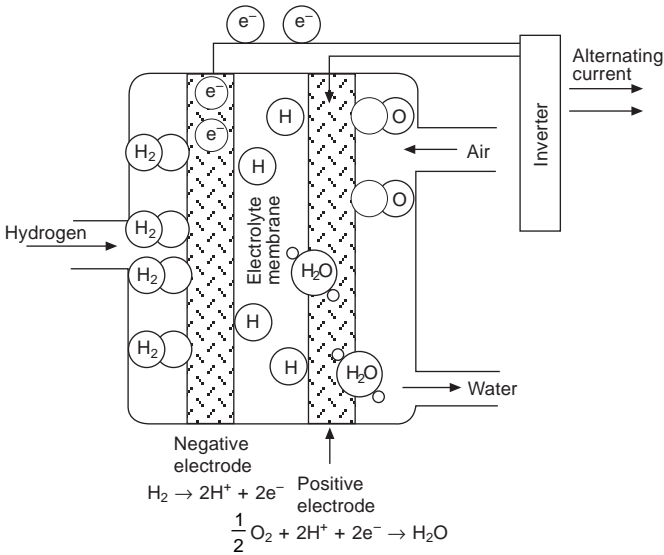 e⁻ e⁻
Alternating
current
e⁻
H O
e⁻
Inverter
H₂
Air
H
O
Hydrogen
H₂
Electrolyte
membrane
H₂
H₂O
H
H₂
H
H₂O
Water
Negative
electrode
H₂ → 2H⁺ + 2e⁻
Positive
electrode
1/2 O₂ + 2H⁺ + 2e⁻ → H₂O